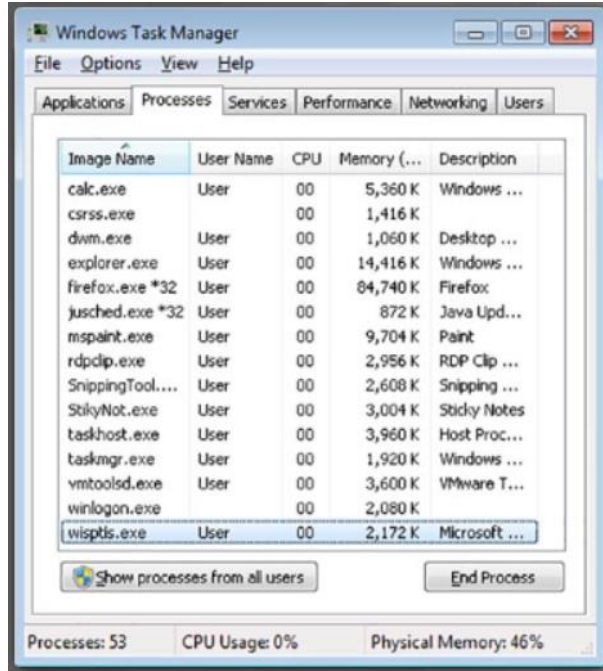 Windows Task Manager
File Options View Help
Applications Processes Services Performance Networking Users
Image Name User Name CPU Memory (... Description
calc.exe User 00 5,360 K Windows ...
csrss.exe 00 1,416 K
dwm.exe User 00 1,060 K Desktop ...
explorer.exe User 00 14,416 K Windows ...
firefox.exe *32 User 00 84,740 K Firefox
jusched.exe *32 User 00 872 K Java Upd...
mspaint.exe User 00 9,704 K Paint
rdpclip.exe User 00 2,956 K RDP Clip ...
SnippingTool.... User 00 2,608 K Snipping ...
StikyNot.exe User 00 3,004 K Sticky Notes
taskhost.exe User 00 3,960 K Host Proc...
taskmgr.exe User 00 1,920 K Windows ...
vmtoolsd.exe User 00 3,600 K VMware T...
winlogon.exe 00 2,080 K
wisptis.exe User 00 2,172 K Microsoft ...
Show processes from all users End Process
Processes: 53 CPU Usage: 0% Physical Memory: 46%